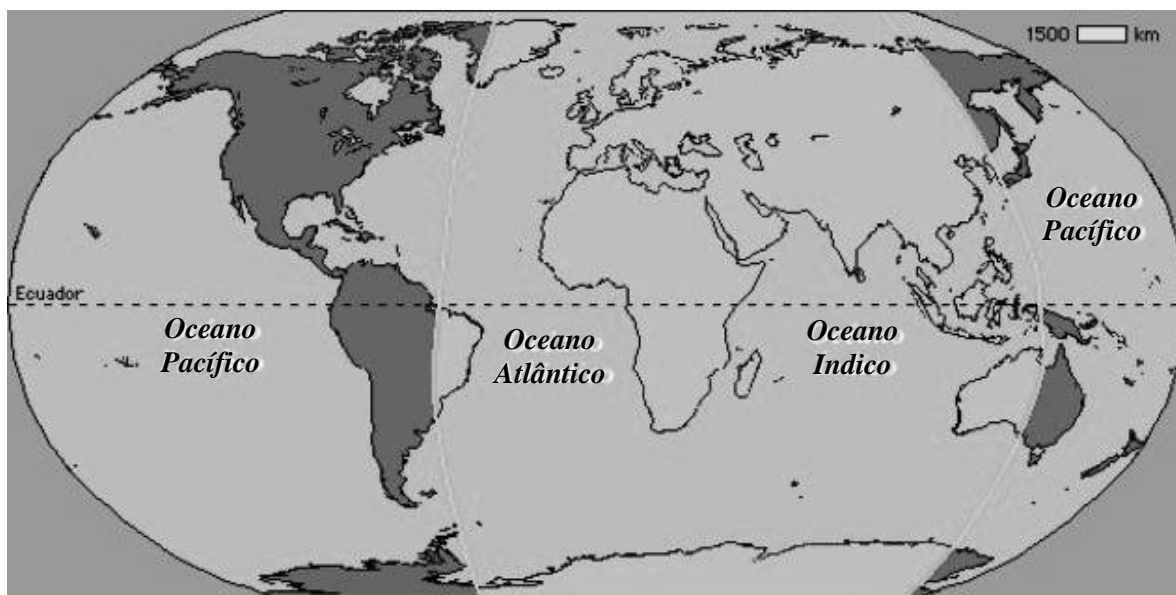 1500 km
Oceano
Pacífico
Ecuador
Oceano
Pacífico
Oceano
Atlântico
Oceano
Indico